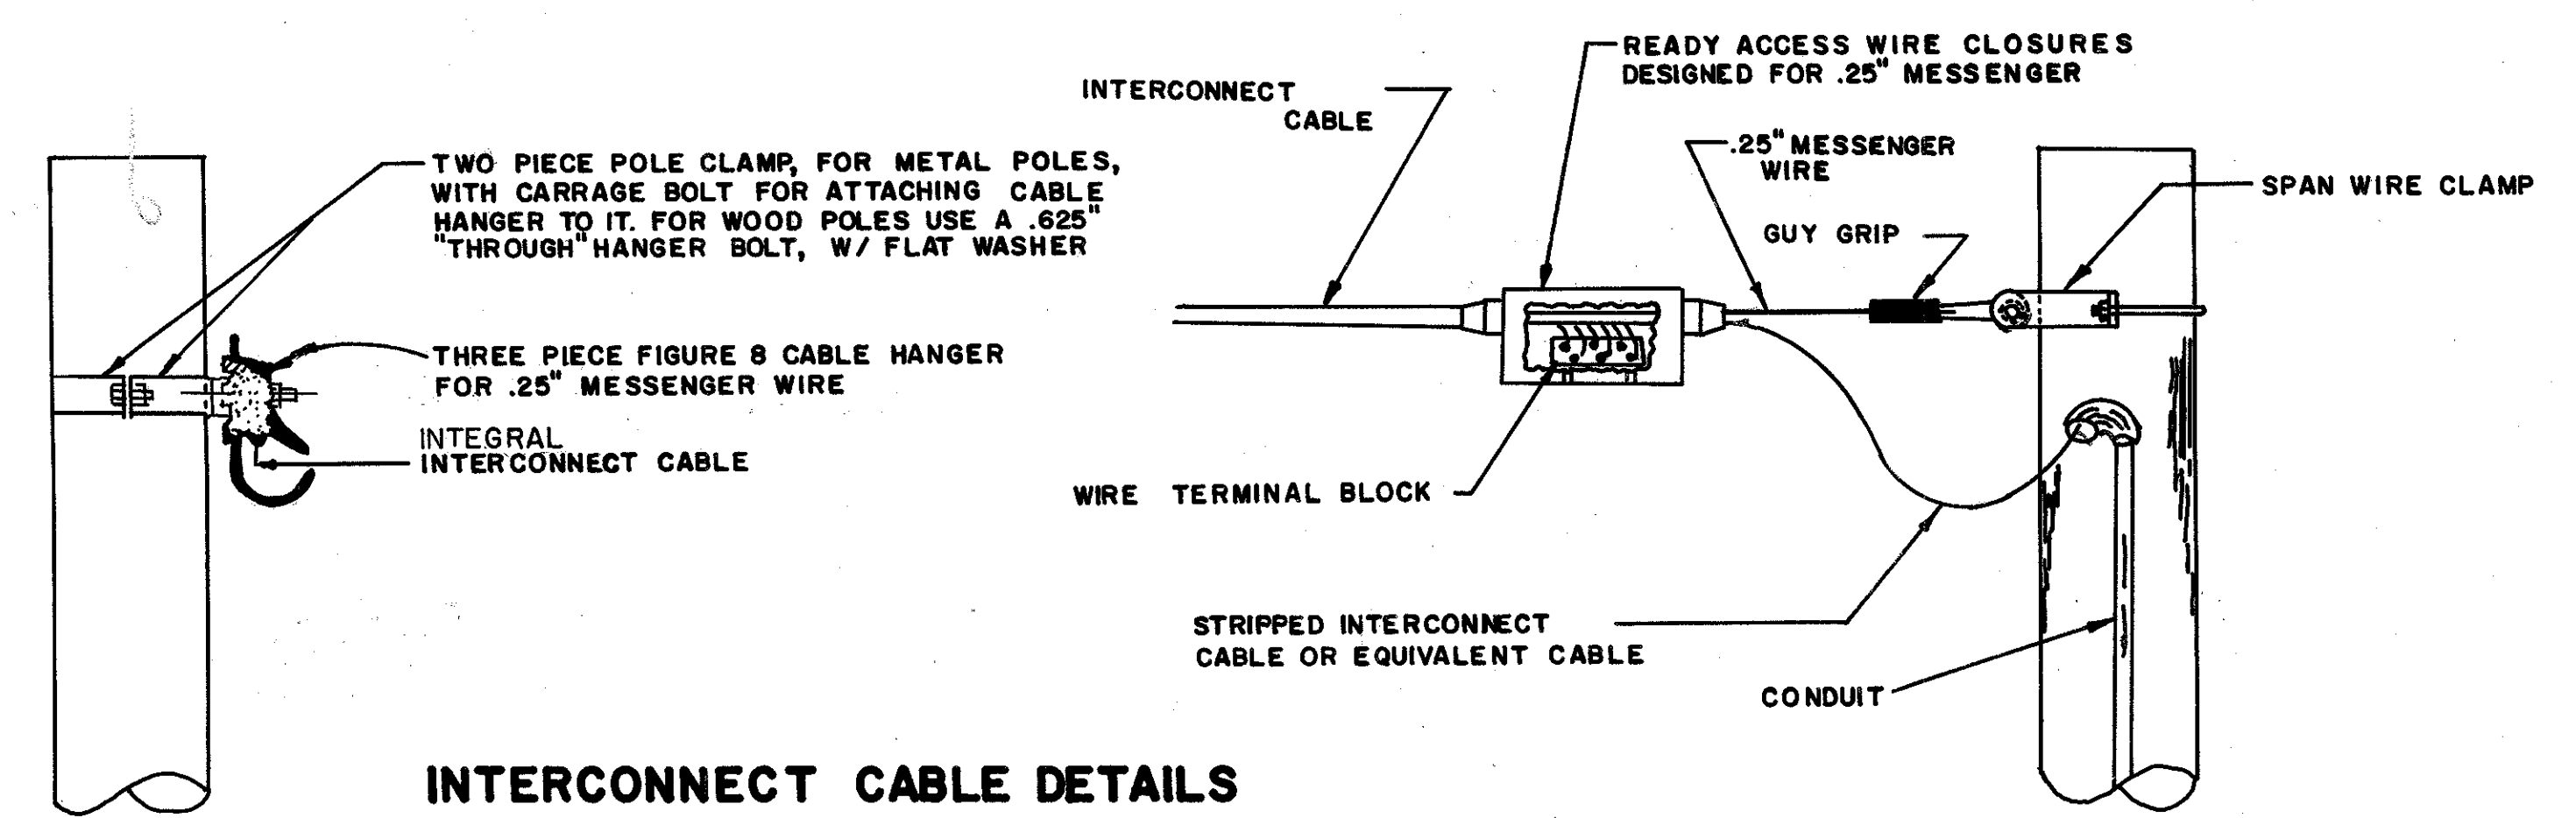 TWO PIECE POLE CLAMP, FOR METAL POLES,
WITH CARRAGE BOLT FOR ATTACHING CABLE
HANGER TO IT. FOR WOOD POLES USE A .625"
"THROUGH" HANGER BOLT, W/ FLAT WASHER
THREE PIECE FIGURE 8 CABLE HANGER
FOR .25" MESSENGER WIRE
INTEGRAL
INTERCONNECT CABLE
INTERCONNECT
CABLE
READY ACCESS WIRE CLOSURES
DESIGNED FOR .25" MESSENGER
.25" MESSENGER
WIRE
GUY GRIP
SPAN WIRE CLAMP
WIRE TERMINAL BLOCK
STRIPPED INTERCONNECT
CABLE OR EQUIVALENT CABLE
CONDUIT
INTERCONNECT CABLE DETAILS